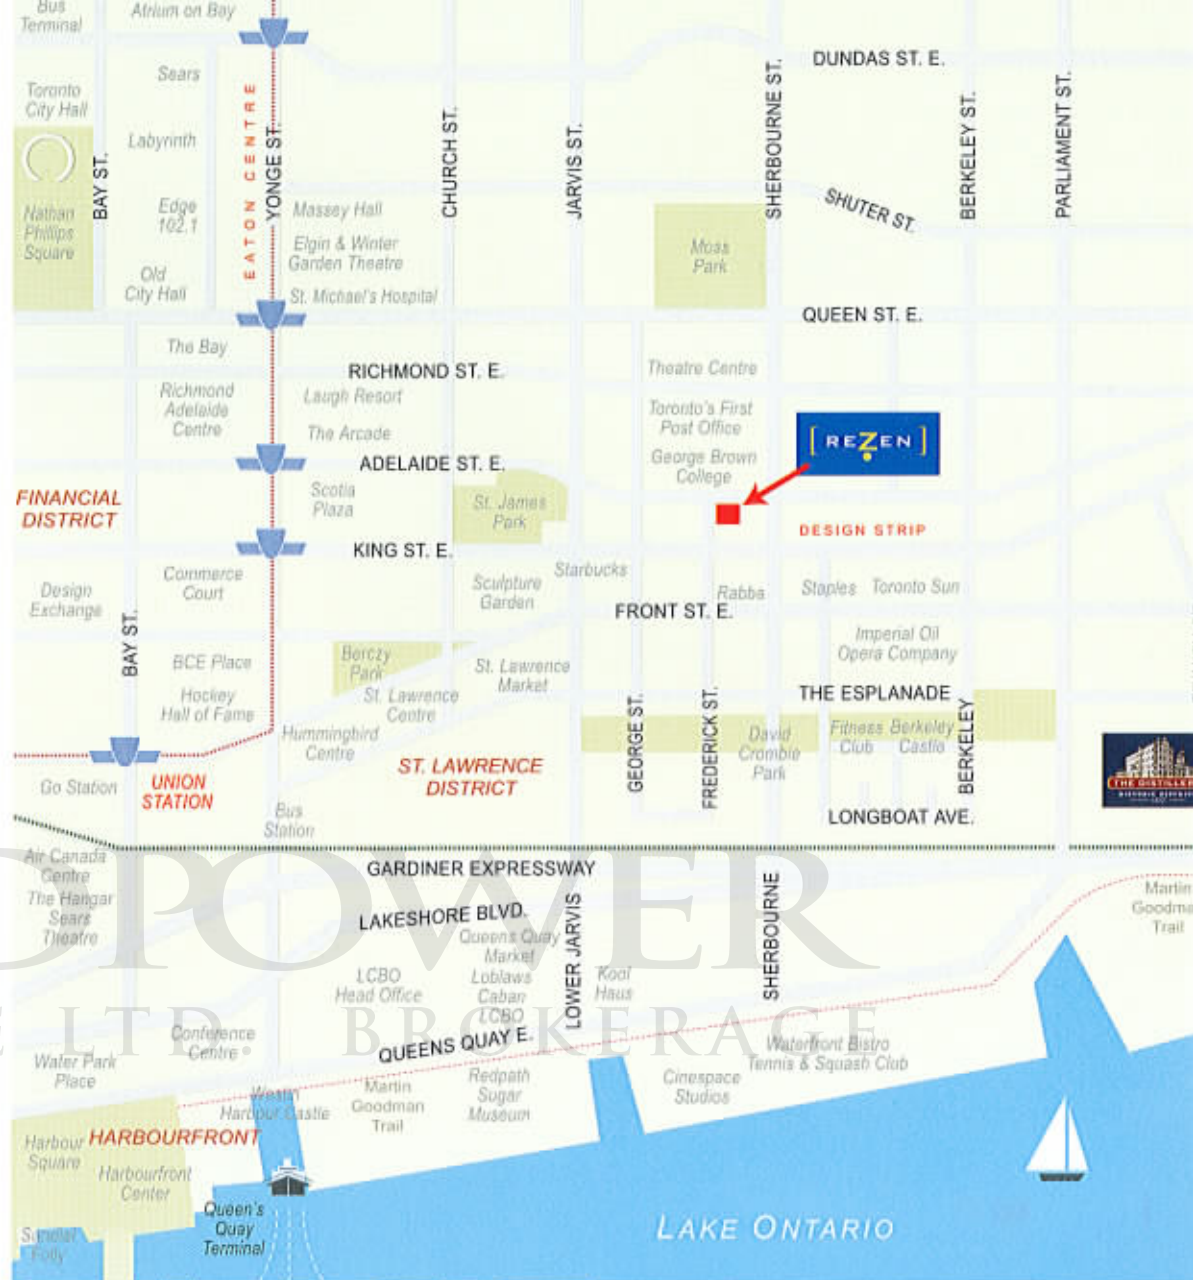 Bus
Terminal
Atrium on Bay
DUNDAS ST. E.
Sears
Toronto
City Hall
Labyrinth
EATON CENTRE
YONGE ST.
BAY ST.
CHURCH ST.
JARVIS ST.
SHERBOURNE ST.
BERKELEY ST.
PARLIAMENT ST.
Nathan
Phillips
Square
Edge
102.1
Massey Hall
Elgin & Winter
Garden Theatre
SHUTER ST.
Moss
Park
Old
City Hall
St. Michael's Hospital
QUEEN ST. E.
The Bay
RICHMOND ST. E.
Theatre Centre
Richmond
Adelaide
Centre
Laugh Resort
The Arcade
Toronto's First
Post Office
[REZEN]
George Brown
College
ADELAIDE ST. E.
FINANCIAL
DISTRICT
Scotia
Plaza
St. James
Park
DESIGN STRIP
KING ST. E.
Starbucks
Commerce
Court
Design
Exchange
Sculpture
Garden
Rabba
Staples
Toronto Sun
FRONT ST. E.
BAY ST.
Imperial Oil
Opera Company
BCE Place
Berczy
Park
St. Lawrence
Market
Hockey
Hall of Fame
St. Lawrence
Centre
THE ESPLANADE
GEORGE ST.
FREDERICK ST.
BERKELEY
Hummingbird
Centre
David
Crombie
Park
Fitness
Club
Berkeley
Castle
ST. LAWRENCE
DISTRICT
Go Station
UNION
STATION
Bus
Station
LONGBOAT AVE.
Air Canada
Centre
The Hangar
Sears
Theatre
GARDINER EXPRESSWAY
LAKESHORE BLVD.
LOWER JARVIS
SHERBOURNE
Martin
Goodma
Trail
POWER
E LTD. BROKERAGE
Queens Quay
Market
Loblaws
Caban
LCBO
LCBO
Head Office
Kool
Haus
QUEENS QUAY E.
Conference
Centre
Water Park
Place
Waterfront Bistro
Tennis & Squash Club
Cinespace
Studios
Westin
Harbour Castle
Martin
Goodman
Trail
Redpath
Sugar
Museum
Harbour
Square
HARBOURFRONT
Harbourfront
Center
Queen's
Quay
Terminal
Sundial
Folly
LAKE ONTARIO